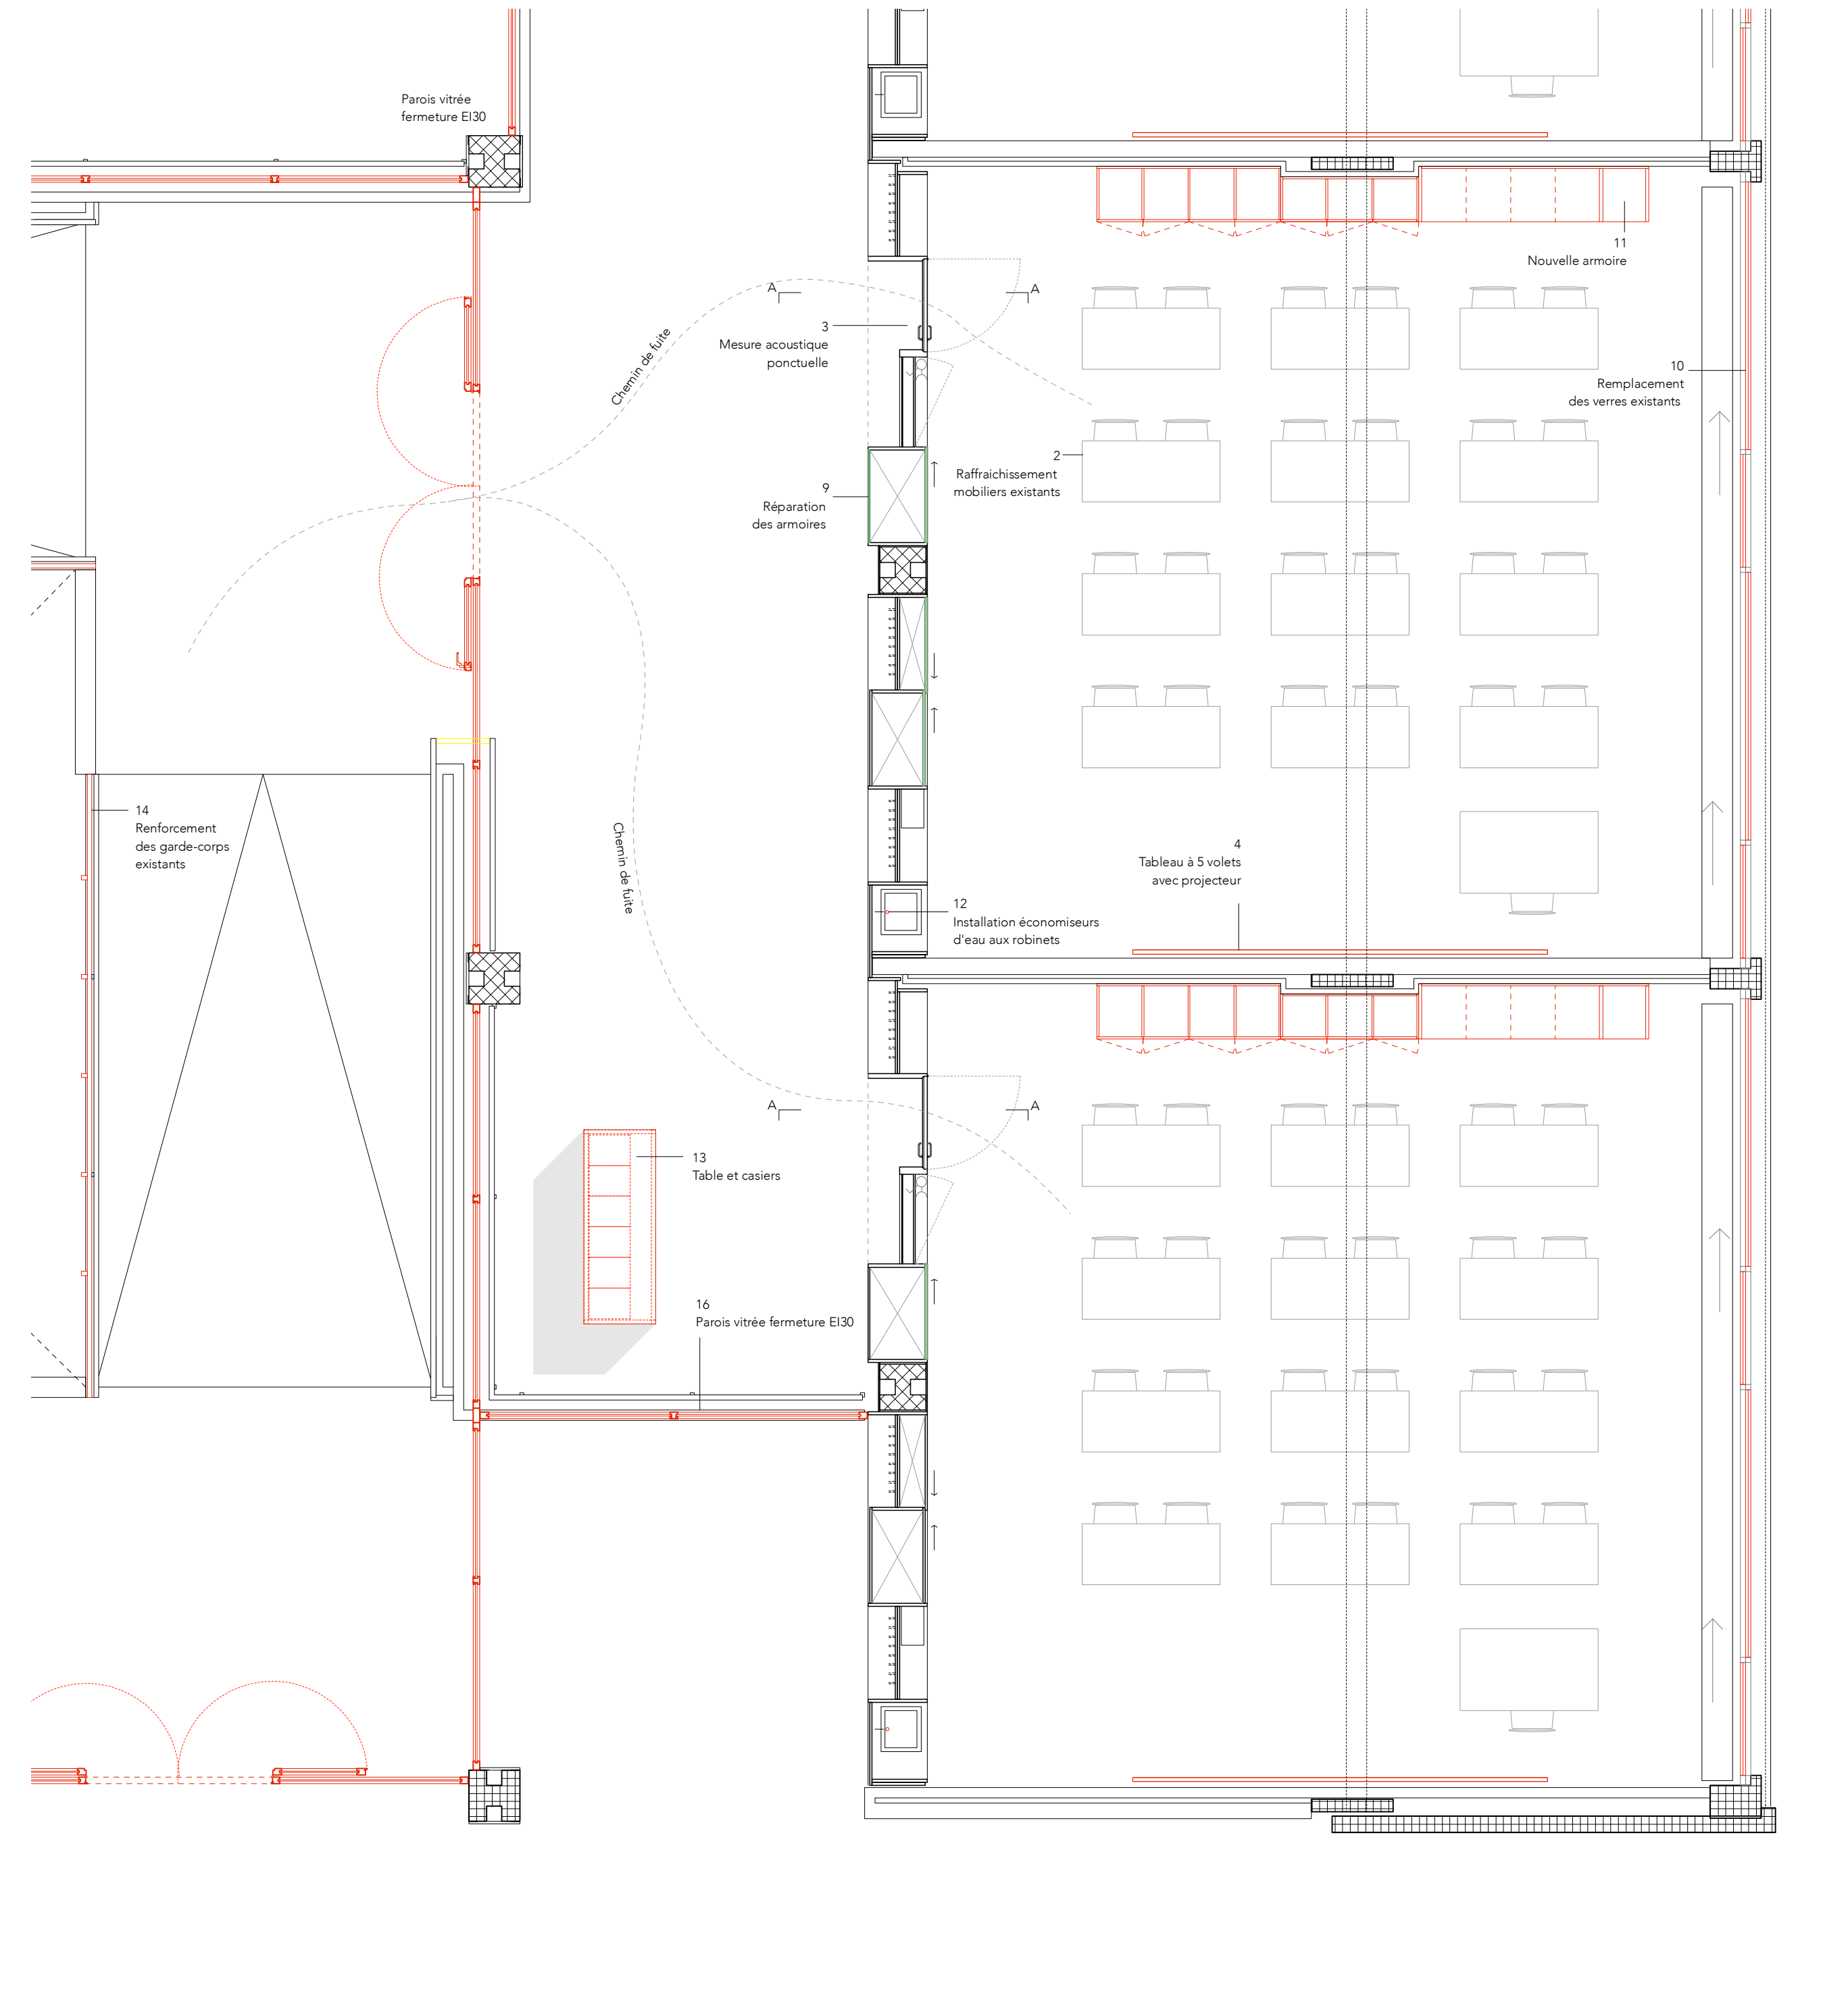 Parois vitrée
fermeture EI30
11
Nouvelle armoire
A
A
3
Mesure acoustique
ponctuelle
Chemin de fuite
10
Remplacement
des verres existants
2
Raffraichissement
mobiliers existants
9
Réparation
des armoires
14
Renforcement
des garde-corps
existants
Chemin de fuite
4
Tableau à 5 volets
avec projecteur
12
Installation économiseurs
d'eau aux robinets
A
A
13
Table et casiers
16
Parois vitrée fermeture EI30